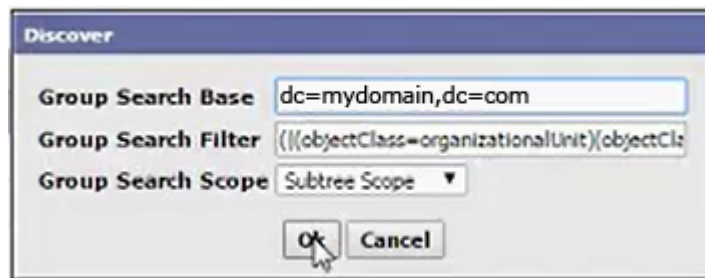 Discover
Group Search Base dc=mydomain,dc=com
Group Search Filter (|(objectClass=organizationalUnit)(objectCla
Group Search Scope Subtree Scope
Ok Cancel